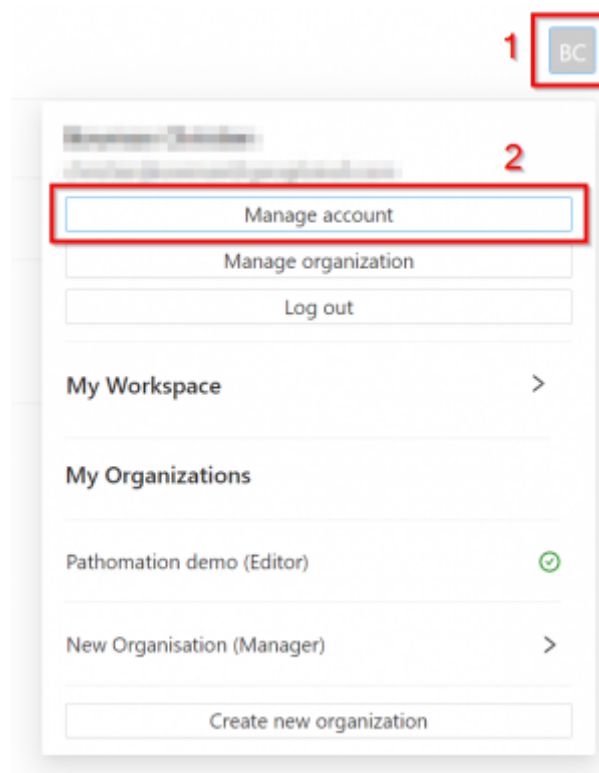 1
BC
2
Manage account
Manage organization
Log out
My Workspace
My Organizations
Pathomation demo (Editor)
New Organisation (Manager)
Create new organization